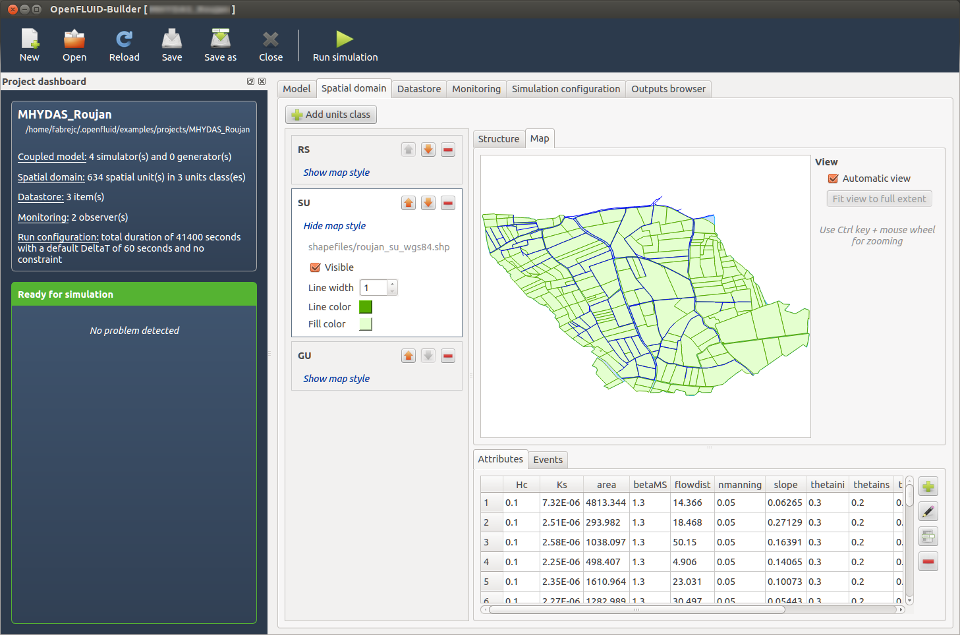 OpenFLUID-Builder [ ]
New Open Reload Save Save as Close Run simulation
Project dashboard
MHYDAS_Roujan
/home/fabrejc/.openfluid/examples/projects/MHYDAS_Roujan
Coupled model: 4 simulator(s) and 0 generator(s)
Spatial domain: 634 spatial unit(s) in 3 units class(es)
Datastore: 3 item(s)
Monitoring: 2 observer(s)
Run configuration: total duration of 41400 seconds
with a default DeltaT of 60 seconds and no
constraint
Ready for simulation
No problem detected
Model Spatial domain Datastore Monitoring Simulation configuration Outputs browser
Add units class
RS
Show map style
SU
Hide map style
shapefiles/roujan_su_wgs84.shp
Visible
Line width 1
Line color
Fill color
GU
Show map style
Structure Map
View
Automatic view
Fit view to full extent
Use Ctrl key + mouse wheel
for zooming
Attributes Events
Hc Ks area betaMS flowdist nmanning slope thetaini thetains
1 0.1 7.32E-06 4813.344 1.3 14.366 0.05 0.06265 0.3 0.2 0.
2 0.1 2.51E-06 293.982 1.3 18.468 0.05 0.27129 0.3 0.2 0.
3 0.1 2.58E-06 1038.097 1.3 50.15 0.05 0.16391 0.3 0.2 0.
4 0.1 2.25E-06 498.407 1.3 4.906 0.05 0.14065 0.3 0.2 0.
5 0.1 2.35E-06 1610.964 1.3 23.031 0.05 0.10073 0.3 0.2 0.
6 0.1 2.27E-06 1282.989 1.3 30.497 0.05 0.05443 0.3 0.2 0.